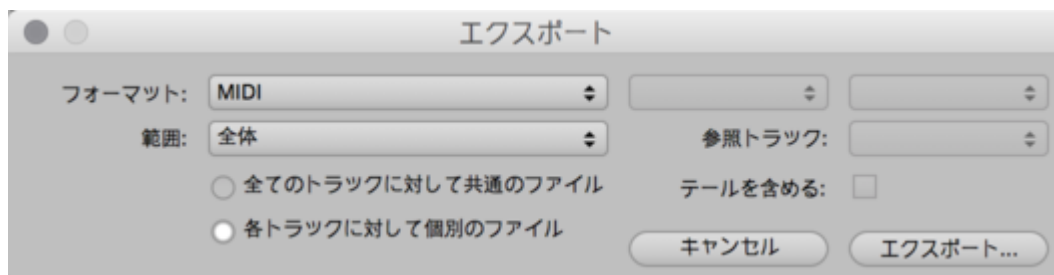 エクスポート
フォーマット: MIDI
範囲: 全体 参照トラック:
全てのトラックに対して共通のファイル テールを含める:
各トラックに対して個別のファイル
キャンセル エクスポート...